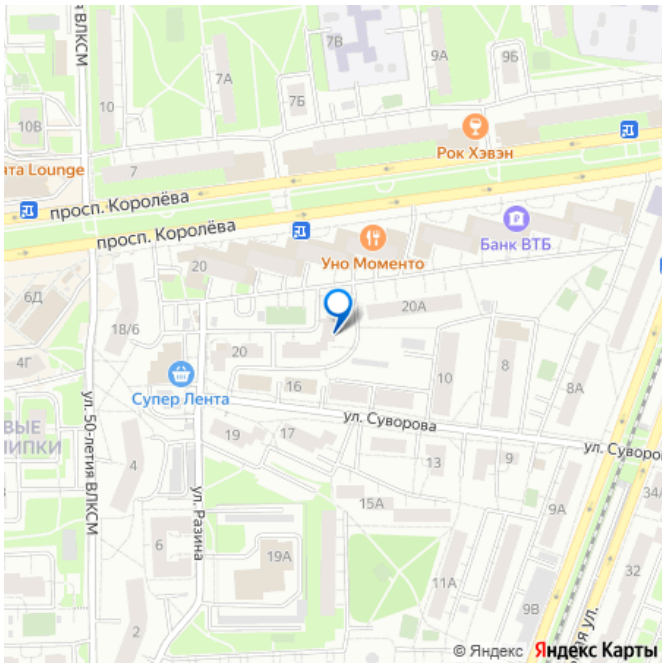 я ВЛКСМ
7В
9А
9Б
7А
7Б
10
10В
Рок Хэвэн
7
ята Lounge
просп. Королёва
просп. Королёва
Банк ВТБ
Уно Моменто
20
6Д
20А
18/6
4Г
20
10
8
8А
Супер Лента
16
ул. Суворова
ул. 50-летия ВЛКСМ
ВЫЕ
ИПКИ
19
17
ул. Суворо
4
13
9
34/
ул. Разина
15А
9А
6
19А
32
11А
9В
2
ая ул.
© Яндекс Яндекс Карты